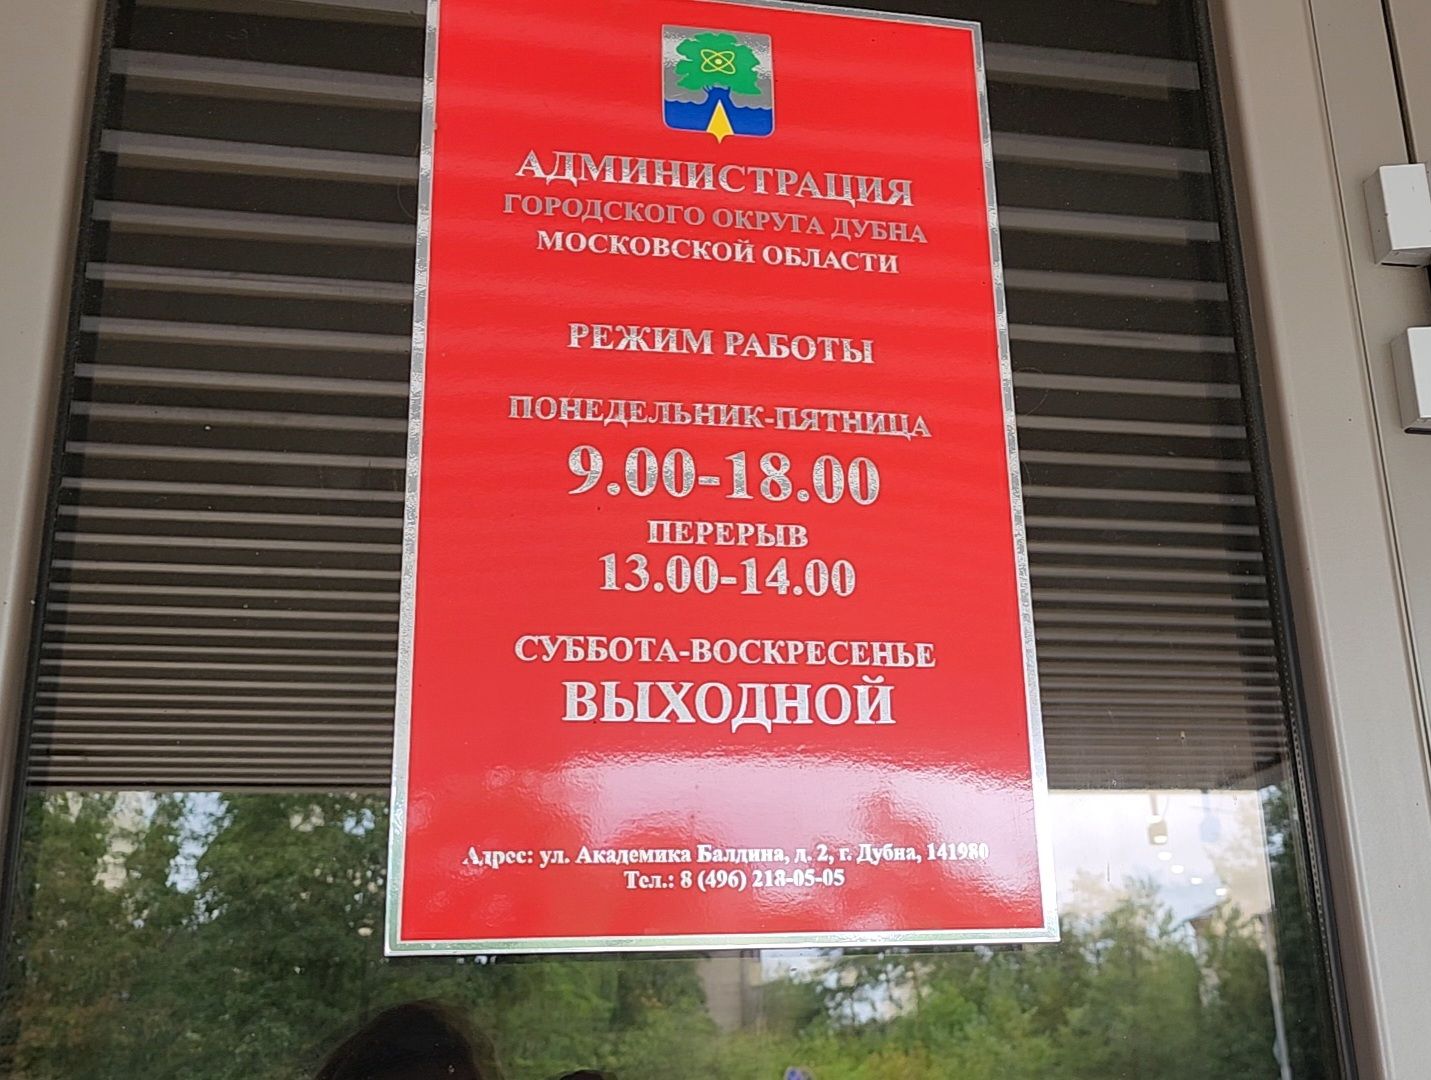 АДМИНИСТРАЦИЯ
ГОРОДСКОГО ОКРУГА ДУБНА
МОСКОВСКОЙ ОБЛАСТИ
РЕЖИМ РАБОТЫ
ПОНЕДЕЛЬНИК-ПЯТНИЦА
9.00-18.00
ПЕРЕРЫВ
13.00-14.00
СУББОТА-ВОСКРЕСЕНЬЕ
ВЫХОДНОЙ
Адрес: ул. Академика Балдина, д. 2, г. Дубна, 141980
Тел.: 8 (496) 218-05-05